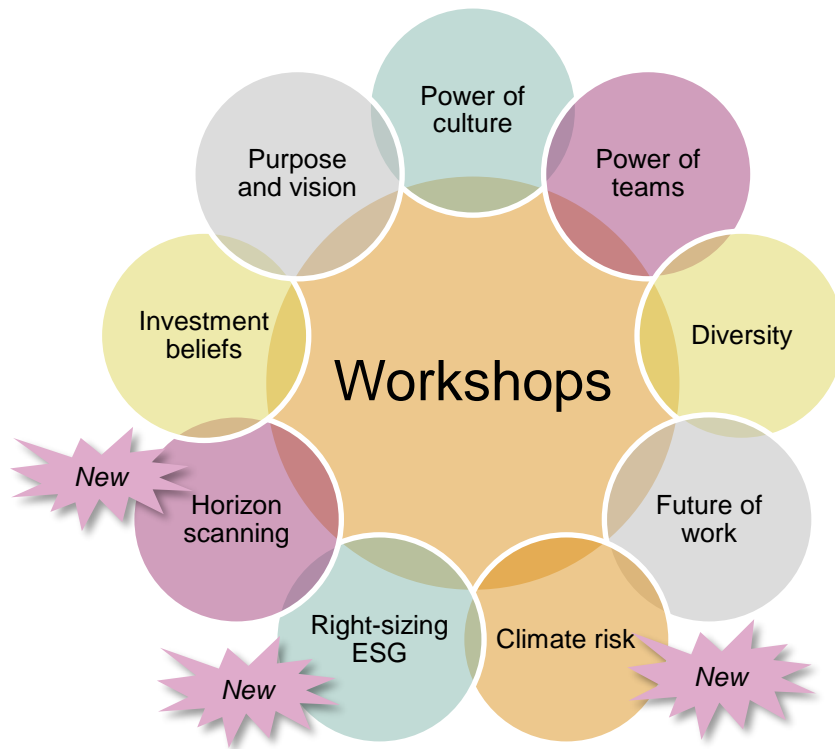 Power of
culture
Purpose
and vision
Power of
teams
Investment
beliefs
Diversity
Workshops
New
Horizon
scanning
Future of
work
Right-sizing
ESG
Climate risk
New
New